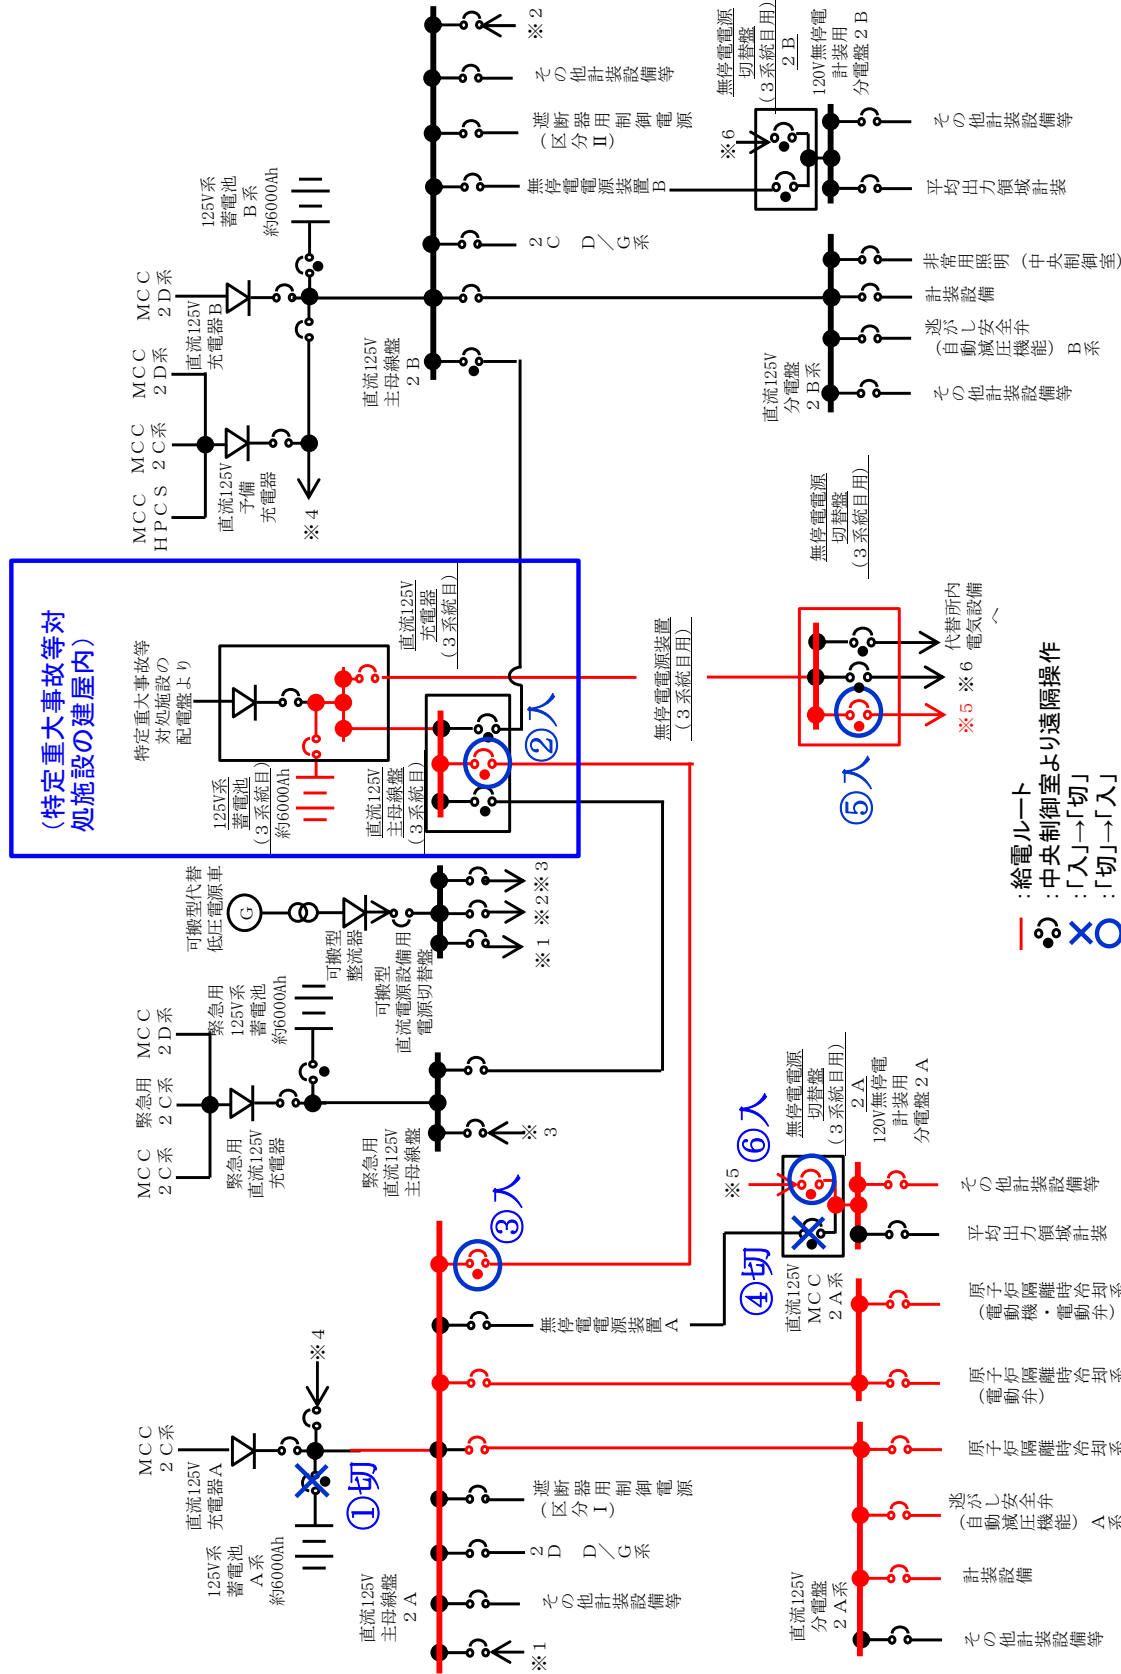 (特定重大事故等対
処施設の建屋内)
MCC
2C系
直流125V
充電器A
125V系
蓄電池
A系
約6000Ah
①切
※4
直流125V
主母線盤
2A
※1
その他計装設備等
2D D/G系
遮断器用制御電源
(区分Ⅰ)
無停電電源装置A
③入
直流125V
分電盤
2A系
その他計装設備等
計装設備
逃がし安全弁
(自動減圧機能) A系
原子炉隔離時冷却系
直流125V
MCC
2A系
原子炉隔離時冷却系
(電動弁)
原子炉隔離時冷却系
(電動機・電動弁)
④切
※5
⑥入
無停電電源
切替盤
(3系統目用)
2A
120V無停電
計装用
分電盤2A
平均出力領域計装
その他計装設備等
MCC
2C系
緊急用
2C系
MCC
2D系
緊急用
直流125V
充電器
緊急用
125V系
蓄電池
約6000Ah
緊急用
直流125V
主母線盤
※3
可搬型代替
低圧電源車
G
可搬型
整流器
可搬型
直流電源設備用
電源切替盤
※1
※2
※3
特定重大事故等
対処施設の
配電盤より
125V系
蓄電池
(3系統目)
約6000Ah
直流125V
充電器
(3系統目)
直流125V
主母線盤
(3系統目)
②入
無停電電源装置
(3系統目用)
無停電電源
切替盤
(3系統目用)
⑤入
※5
※6
代替所内
電気設備
へ
MCC
HPCS
MCC
2C系
MCC
2D系
直流125V
予備
充電器
※4
MCC
2D系
直流125V
充電器B
125V系
蓄電池
B系
約6000Ah
直流125V
主母線盤
2B
2C D/G系
無停電電源装置B
遮断器用制御電源
(区分Ⅱ)
その他計装設備等
※2
直流125V
分電盤
2B系
その他計装設備等
逃がし安全弁
(自動減圧機能) B系
計装設備
非常用照明(中央制御室)
※6
無停電電源
切替盤
(3系統目用)
2B
120V無停電
計装用
分電盤2B
平均出力領域計装
その他計装設備等
:給電ルート
:中央制御室より遠隔操作
:「入」→「切」
:「切」→「入」